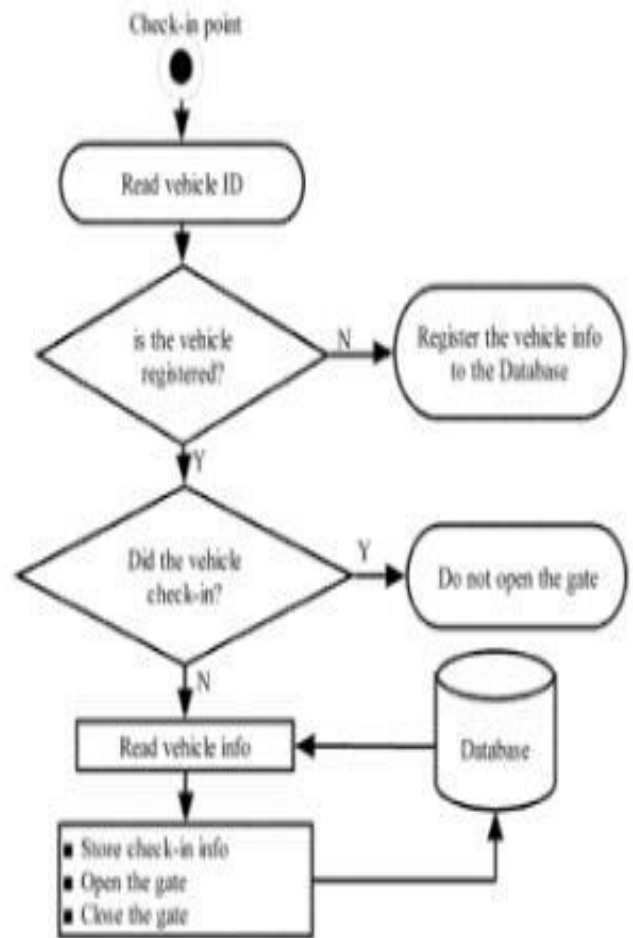 Check-in point
Read vehicle ID
is the vehicle
registered?
N
Register the vehicle info
to the Database
Y
Did the vehicle
check-in?
Y
Do not open the gate
N
Read vehicle info
Database
▪ Store check-in info
▪ Open the gate
▪ Close the gate